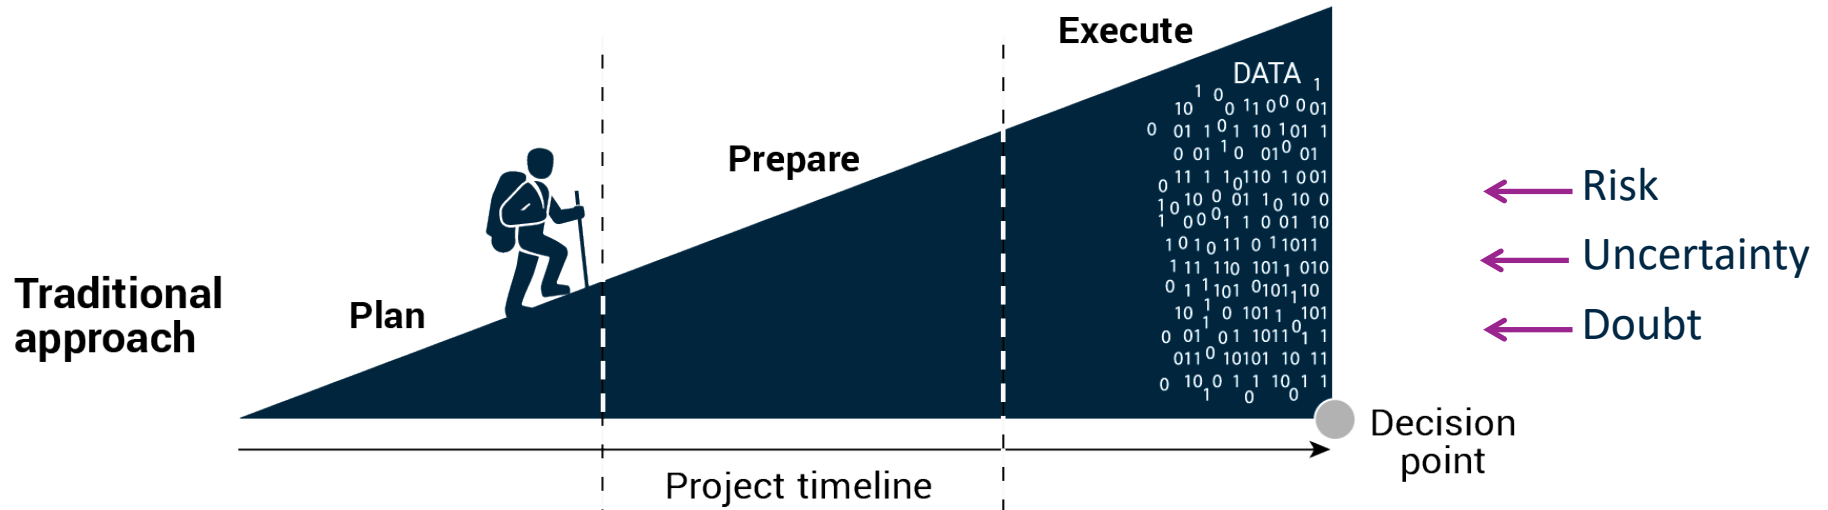 Execute
DATA
Prepare
Risk
Uncertainty
Traditional
approach
Plan
Doubt
Decision
point
Project timeline